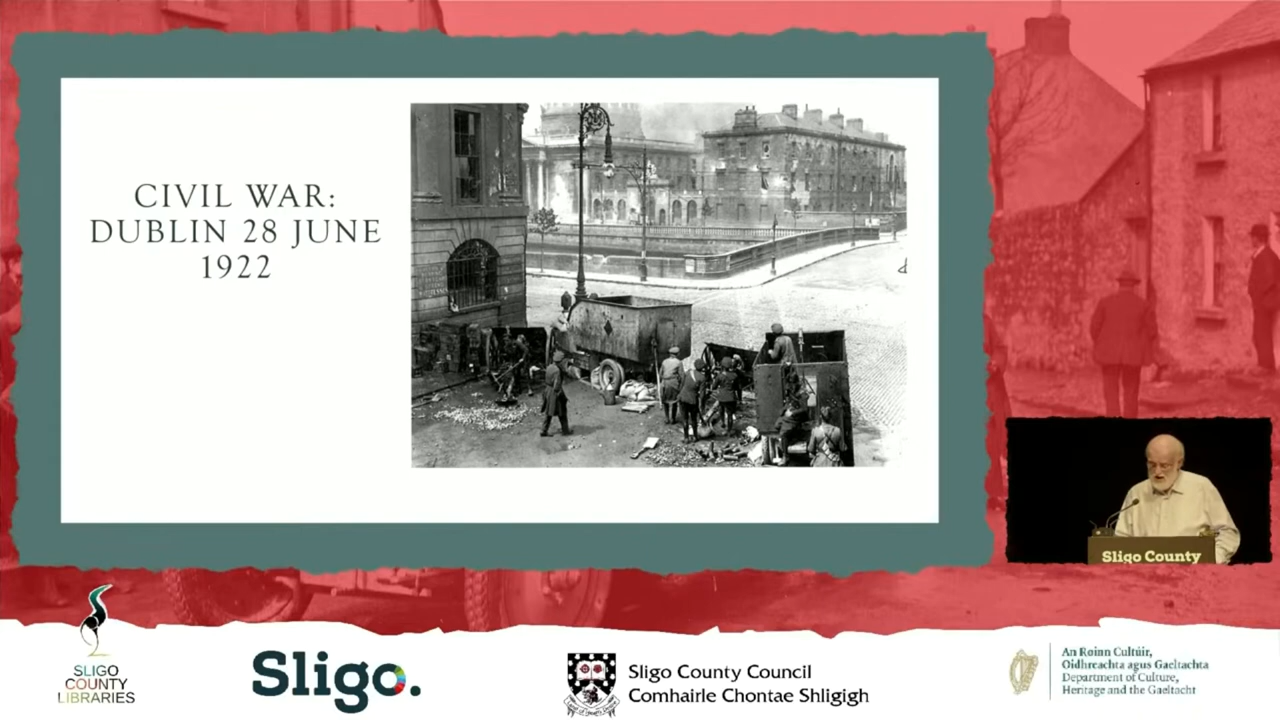 CIVIL WAR:
DUBLIN 28 JUNE
1922
Sligo County
SLIGO
COUNTY
LIBRARIES
Sligo.
Sligo County Council
Comhairle Chontae Shligigh
An Roinn Cultúir,
Oidhreachta agus Gaeltachta
Department of Culture,
Heritage and the Gaeltacht